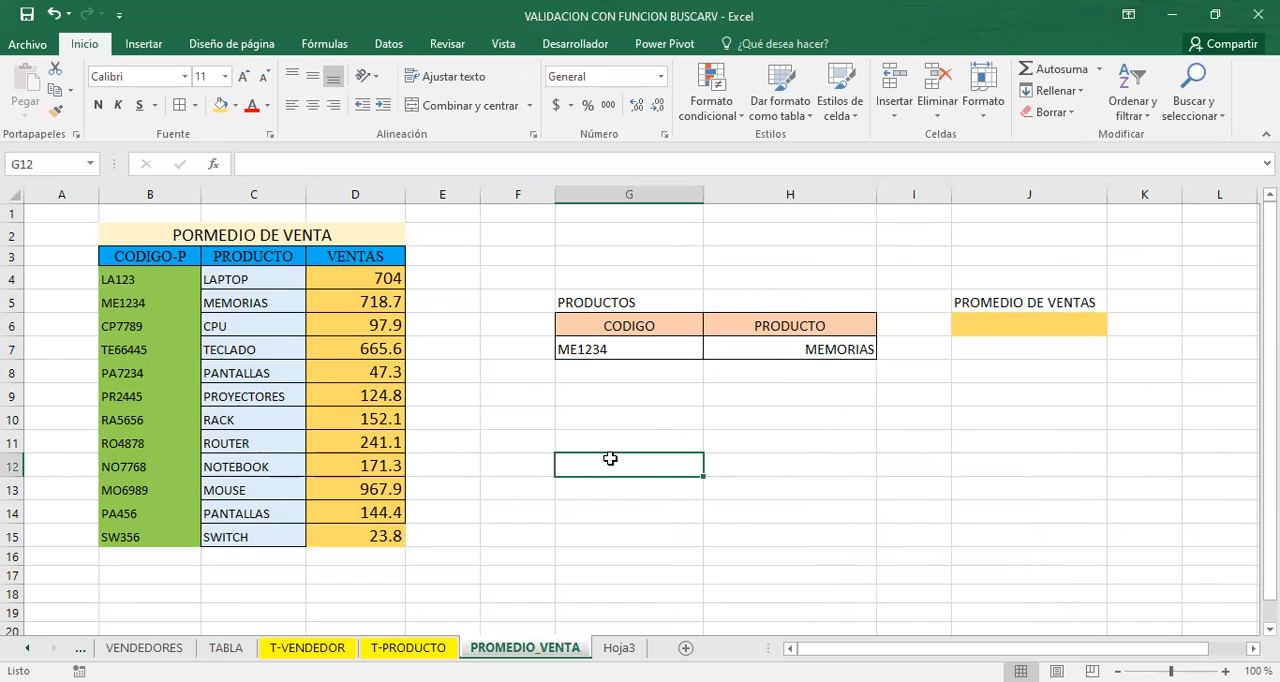 VALIDACION CON FUNCION BUSCARV - Excel
Archivo Inicio Insertar Diseño de página Fórmulas Datos Revisar Vista Desarrollador Power Pivot ¿Qué desea hacer? Compartir
Pegar
Calibri 11
N K S
Ajustar texto
Combinar y centrar
General
$ % 000
Formato condicional
Dar formato como tabla
Estilos de celda
Insertar Eliminar Formato
Autosuma
Rellenar
Borrar
Ordenar y filtrar
Buscar y seleccionar
Portapapeles Fuente Alineación Número Estilos Celdas Modificar
G12 fx
A B C D E F G H I J K L
1
2 PORMEDIO DE VENTA
3 CODIGO-P PRODUCTO VENTAS
4 LA123 LAPTOP 704
5 ME1234 MEMORIAS 718.7 PRODUCTOS PROMEDIO DE VENTAS
6 CP7789 CPU 97.9 CODIGO PRODUCTO
7 TE66445 TECLADO 665.6 ME1234 MEMORIAS
8 PA7234 PANTALLAS 47.3
9 PR2445 PROYECTORES 124.8
10 RA5656 RACK 152.1
11 RO4878 ROUTER 241.1
12 NO7768 NOTEBOOK 171.3
13 MO6989 MOUSE 967.9
14 PA456 PANTALLAS 144.4
15 SW356 SWITCH 23.8
16
17
18
19
20
... VENDEDORES TABLA T-VENDEDOR T-PRODUCTO PROMEDIO_VENTA Hoja3
Listo 100 %